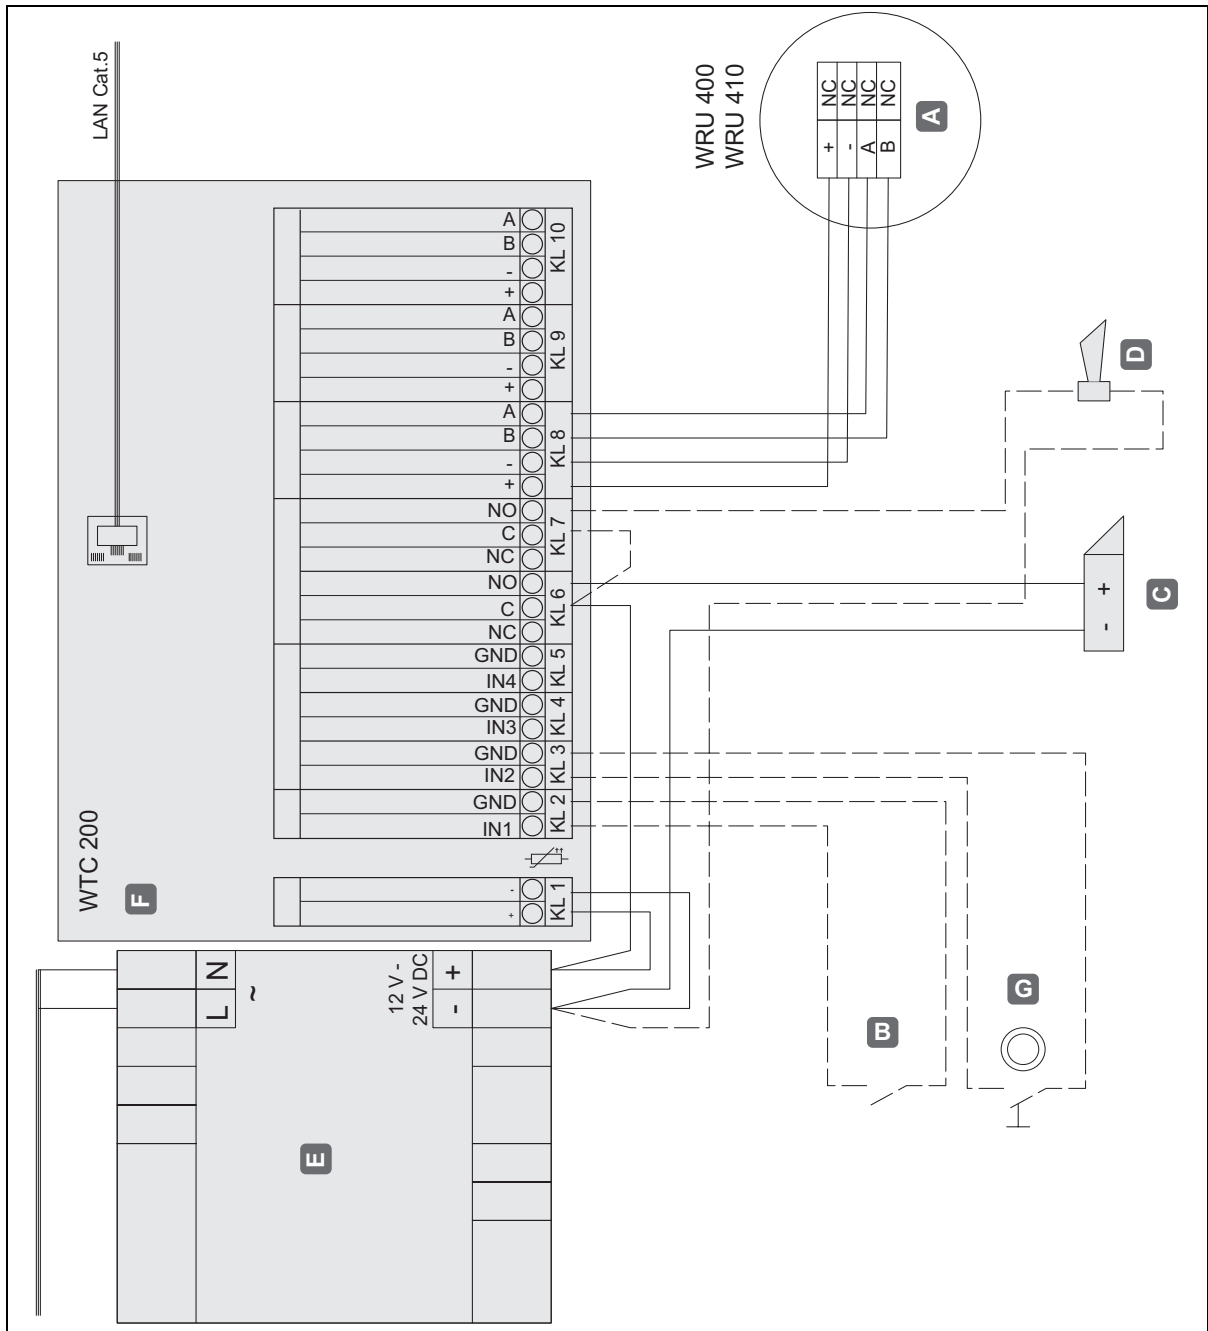 LAN Cat.5
WRU 400
WRU 410
+ NC
- NC
A NC
B NC
A
A
B
-
+
KL 10
A
B
-
+
KL 9
A
B
-
+
KL 8
NO
C
NC
KL 7
NO
C
NC
KL 6
GND
IN4
KL 5
GND
IN3
KL 4
GND
IN2
KL 3
GND
IN1
KL 2
-
+
KL 1
WTC 200
F
D
C
+
-
L N
~
12 V -
24 V DC
- +
E
B
G